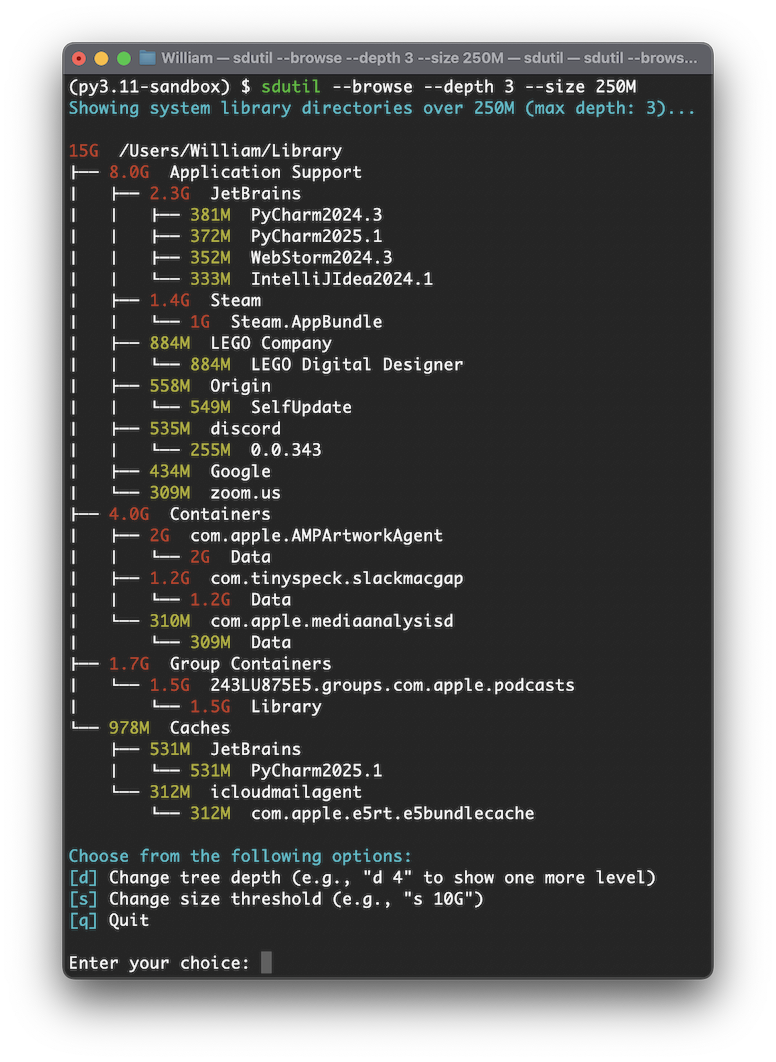 William — sdutil --browse --depth 3 --size 250M — sdutil — sdutil --brows...
(py3.11-sandbox) $ sdutil --browse --depth 3 --size 250M
Showing system library directories over 250M (max depth: 3)...
15G  /Users/William/Library
├── 8.0G  Application Support
|   ├── 2.3G  JetBrains
|   |   ├── 381M  PyCharm2024.3
|   |   ├── 372M  PyCharm2025.1
|   |   ├── 352M  WebStorm2024.3
|   |   └── 333M  IntelliJIdea2024.1
|   ├── 1.4G  Steam
|   |   └── 1G  Steam.AppBundle
|   ├── 884M  LEGO Company
|   |   └── 884M  LEGO Digital Designer
|   ├── 558M  Origin
|   |   └── 549M  SelfUpdate
|   ├── 535M  discord
|   |   └── 255M  0.0.343
|   ├── 434M  Google
|   └── 309M  zoom.us
├── 4.0G  Containers
|   ├── 2G  com.apple.AMPArtworkAgent
|   |   └── 2G  Data
|   ├── 1.2G  com.tinyspeck.slackmacgap
|   |   └── 1.2G  Data
|   └── 310M  com.apple.mediaanalysisd
|       └── 309M  Data
├── 1.7G  Group Containers
|   └── 1.5G  243LU875E5.groups.com.apple.podcasts
|       └── 1.5G  Library
└── 978M  Caches
    ├── 531M  JetBrains
    |   └── 531M  PyCharm2025.1
    └── 312M  icloudmailagent
        └── 312M  com.apple.e5rt.e5bundlecache
Choose from the following options:
[d] Change tree depth (e.g., "d 4" to show one more level)
[s] Change size threshold (e.g., "s 10G")
[q] Quit
Enter your choice: